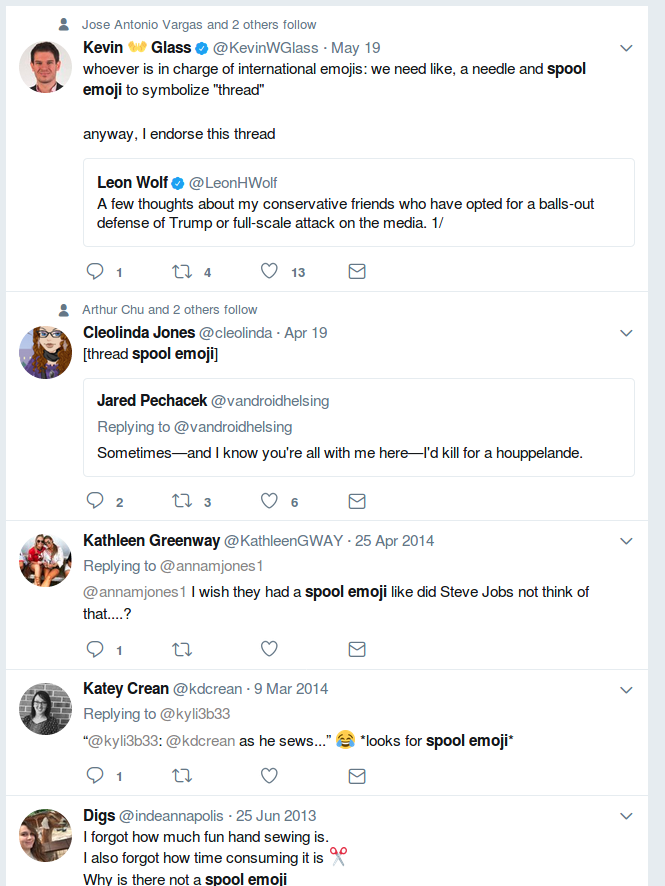 Jose Antonio Vargas and 2 others follow
Kevin 👐 Glass @KevinWGlass · May 19
whoever is in charge of international emojis: we need like, a needle and spool
emoji to symbolize "thread"
anyway, I endorse this thread
Leon Wolf @LeonHWolf
A few thoughts about my conservative friends who have opted for a balls-out
defense of Trump or full-scale attack on the media. 1/
1 4 13
Arthur Chu and 2 others follow
Cleolinda Jones @cleolinda · Apr 19
[thread spool emoji]
Jared Pechacek @vandroidhelsing
Replying to @vandroidhelsing
Sometimes—and I know you're all with me here—I'd kill for a houppelande.
2 3 6
Kathleen Greenway @KathleenGWAY · 25 Apr 2014
Replying to @annamjones1
@annamjones1 I wish they had a spool emoji like did Steve Jobs not think of
that....?
1
Katey Crean @kdcrean · 9 Mar 2014
Replying to @kyli3b33
“@kyli3b33: @kdcrean as he sews...” 😂 *looks for spool emoji*
1
Digs @indeannapolis · 25 Jun 2013
I forgot how much fun hand sewing is.
I also forgot how time consuming it is ✂️
Why is there not a spool emoji